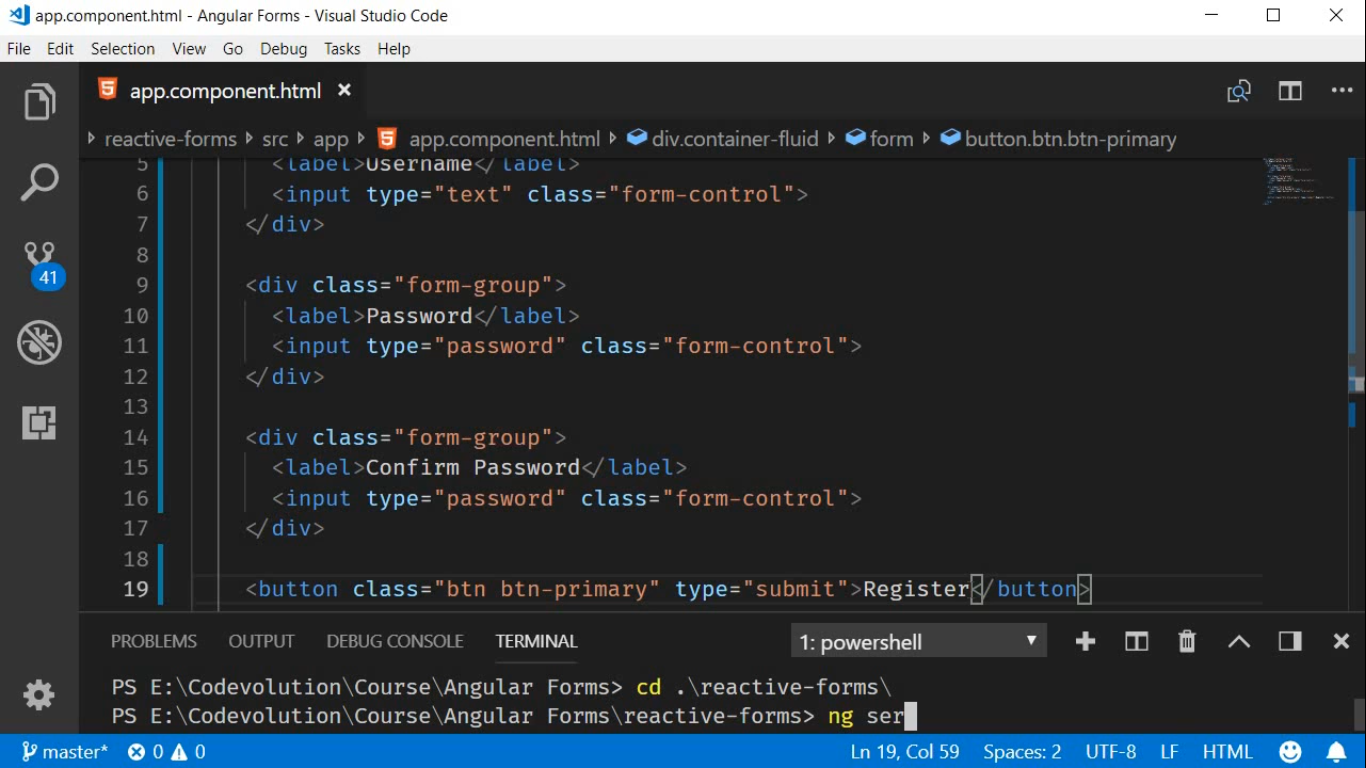 app.component.html - Angular Forms - Visual Studio Code
File Edit Selection View Go Debug Tasks Help
app.component.html
reactive-forms src app app.component.html div.container-fluid form button.btn.btn-primary
5 <label>Username</label>
6 <input type="text" class="form-control">
7 </div>
8
9 <div class="form-group">
10 <label>Password</label>
11 <input type="password" class="form-control">
12 </div>
13
14 <div class="form-group">
15 <label>Confirm Password</label>
16 <input type="password" class="form-control">
17 </div>
18
19 <button class="btn btn-primary" type="submit">Register</button>
41
PROBLEMS OUTPUT DEBUG CONSOLE TERMINAL 1: powershell
PS E:\Codevolution\Course\Angular Forms> cd .\reactive-forms\
PS E:\Codevolution\Course\Angular Forms\reactive-forms> ng ser
master* 0 0 Ln 19, Col 59 Spaces: 2 UTF-8 LF HTML